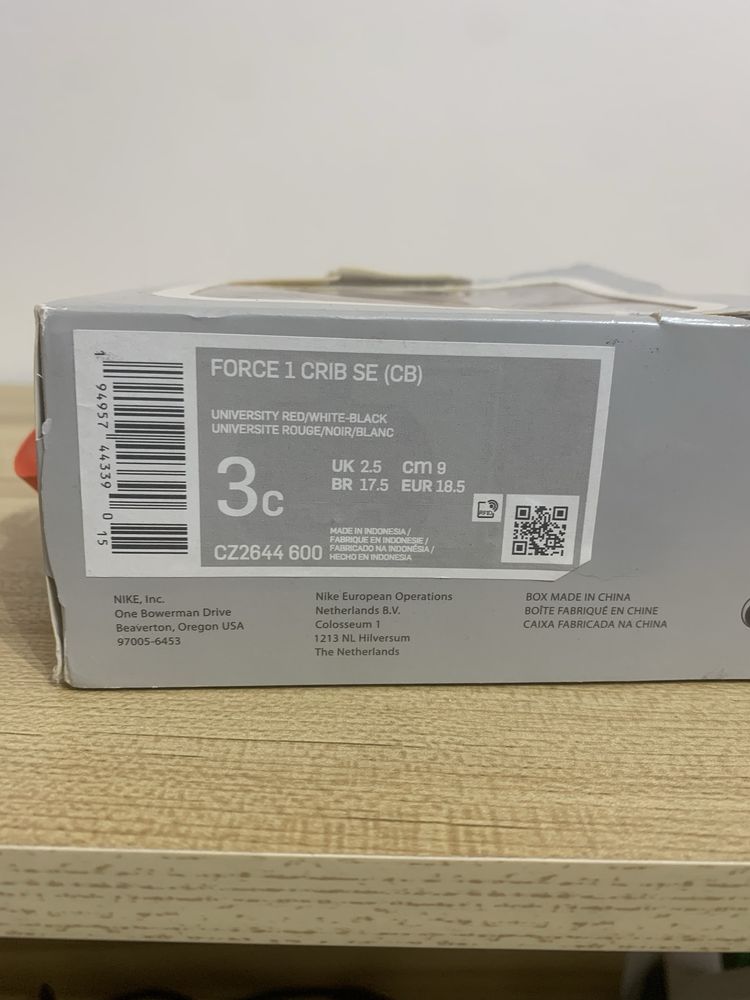 1 94957 44339 0 15
FORCE 1 CRIB SE (CB)
UNIVERSITY RED/WHITE-BLACK
UNIVERSITE ROUGE/NOIR/BLANC
3C
UK 2.5 cm 9
BR 17.5 EUR 18.5
RFID
CZ2644 600
MADE IN INDONESIA /
FABRIQUE EN INDONESIE /
FABRICADO NA INDONÉSIA /
HECHO EN INDONESIA
NIKE, Inc.
One Bowerman Drive
Beaverton, Oregon USA
97005-6453
Nike European Operations
Netherlands B.V.
Colosseum 1
1213 NL Hilversum
The Netherlands
BOX MADE IN CHINA
BOÎTE FABRIQUÉ EN CHINE
CAIXA FABRICADA NA CHINA